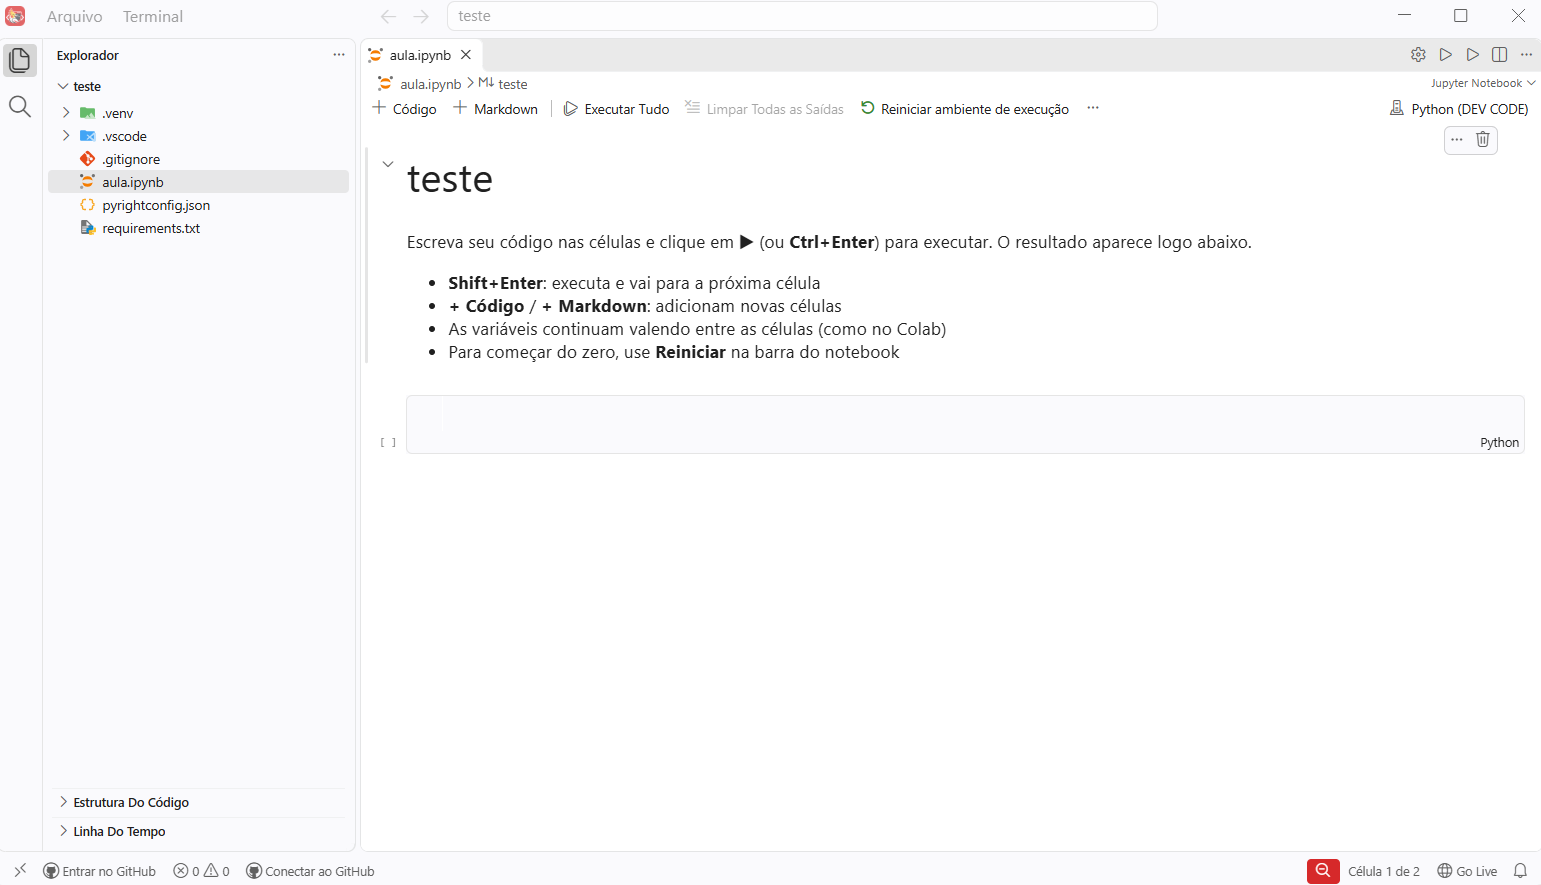 Arquivo Terminal
teste
Explorador
teste
.venv
.vscode
.gitignore
aula.ipynb
pyrightconfig.json
requirements.txt
Estrutura Do Código
Linha Do Tempo
aula.ipynb
aula.ipynb > M↓ teste
Jupyter Notebook
+ Código + Markdown Executar Tudo Limpar Todas as Saídas Reiniciar ambiente de execução ...
Python (DEV CODE)
teste
Escreva seu código nas células e clique em ▶ (ou Ctrl+Enter) para executar. O resultado aparece logo abaixo.
• Shift+Enter: executa e vai para a próxima célula
• + Código / + Markdown: adicionam novas células
• As variáveis continuam valendo entre as células (como no Colab)
• Para começar do zero, use Reiniciar na barra do notebook
[ ]
Python
Entrar no GitHub 0 0 Conectar ao GitHub
Célula 1 de 2 Go Live